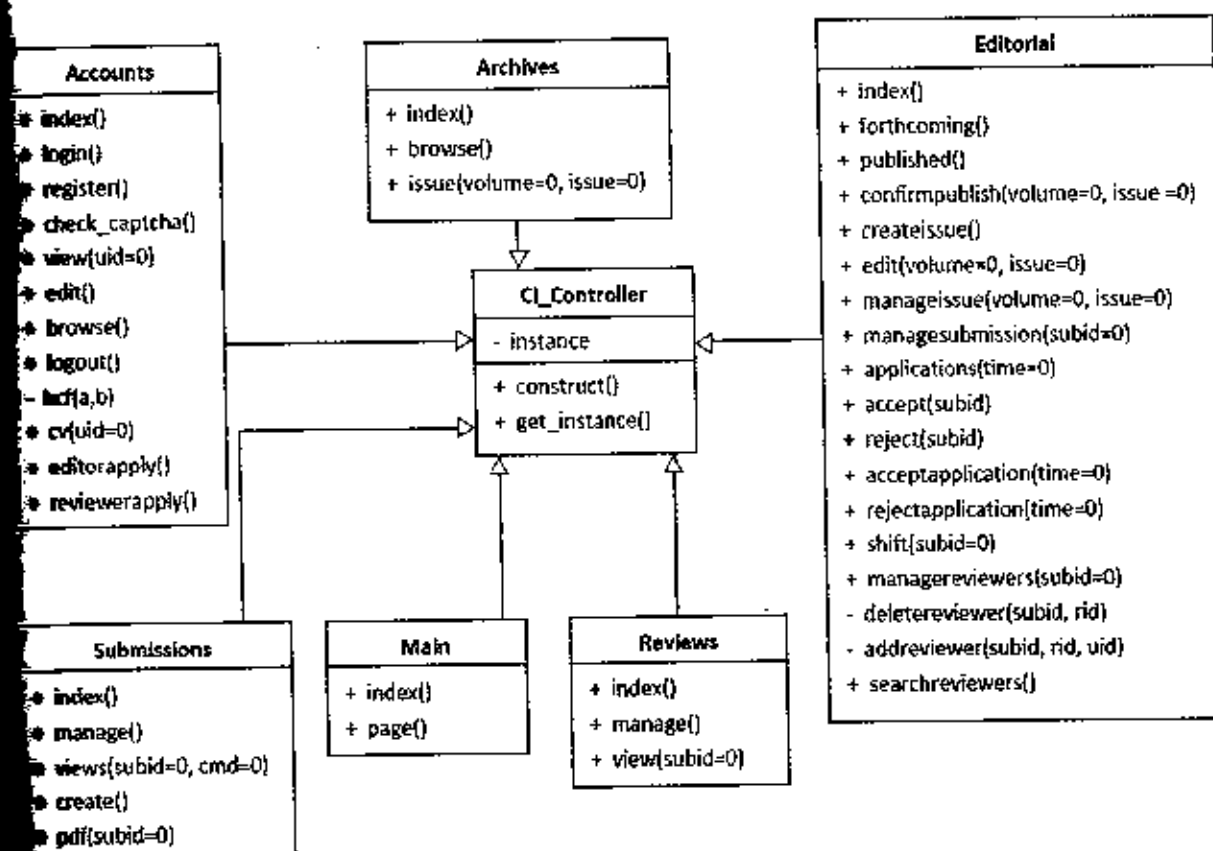 Accounts
+ index()
+ login()
+ register()
+ check_captcha()
+ view(uid=0)
+ edit()
+ browse()
+ logout()
- hcf(a,b)
+ cv(uid=0)
+ editorapply()
+ reviewerapply()
Archives
+ index()
+ browse()
+ issue(volume=0, issue=0)
CI_Controller
- instance
+ construct()
+ get_instance()
Editorial
+ index()
+ forthcoming()
+ published()
+ confirmpublish(volume=0, issue =0)
+ createissue()
+ edit(volume=0, issue=0)
+ manageissue(volume=0, issue=0)
+ managesubmission(subid=0)
+ applications(time=0)
+ accept(subid)
+ reject(subid)
+ acceptapplication(time=0)
+ rejectapplication(time=0)
+ shift(subid=0)
+ managereviewers(subid=0)
- deletereviewer(subid, rid)
- addreviewer(subid, rid, uid)
+ searchreviewers()
Submissions
+ index()
+ manage()
+ views(subid=0, cmd=0)
+ create()
+ pdf(subid=0)
Main
+ index()
+ page()
Reviews
+ index()
+ manage()
+ view(subid=0)